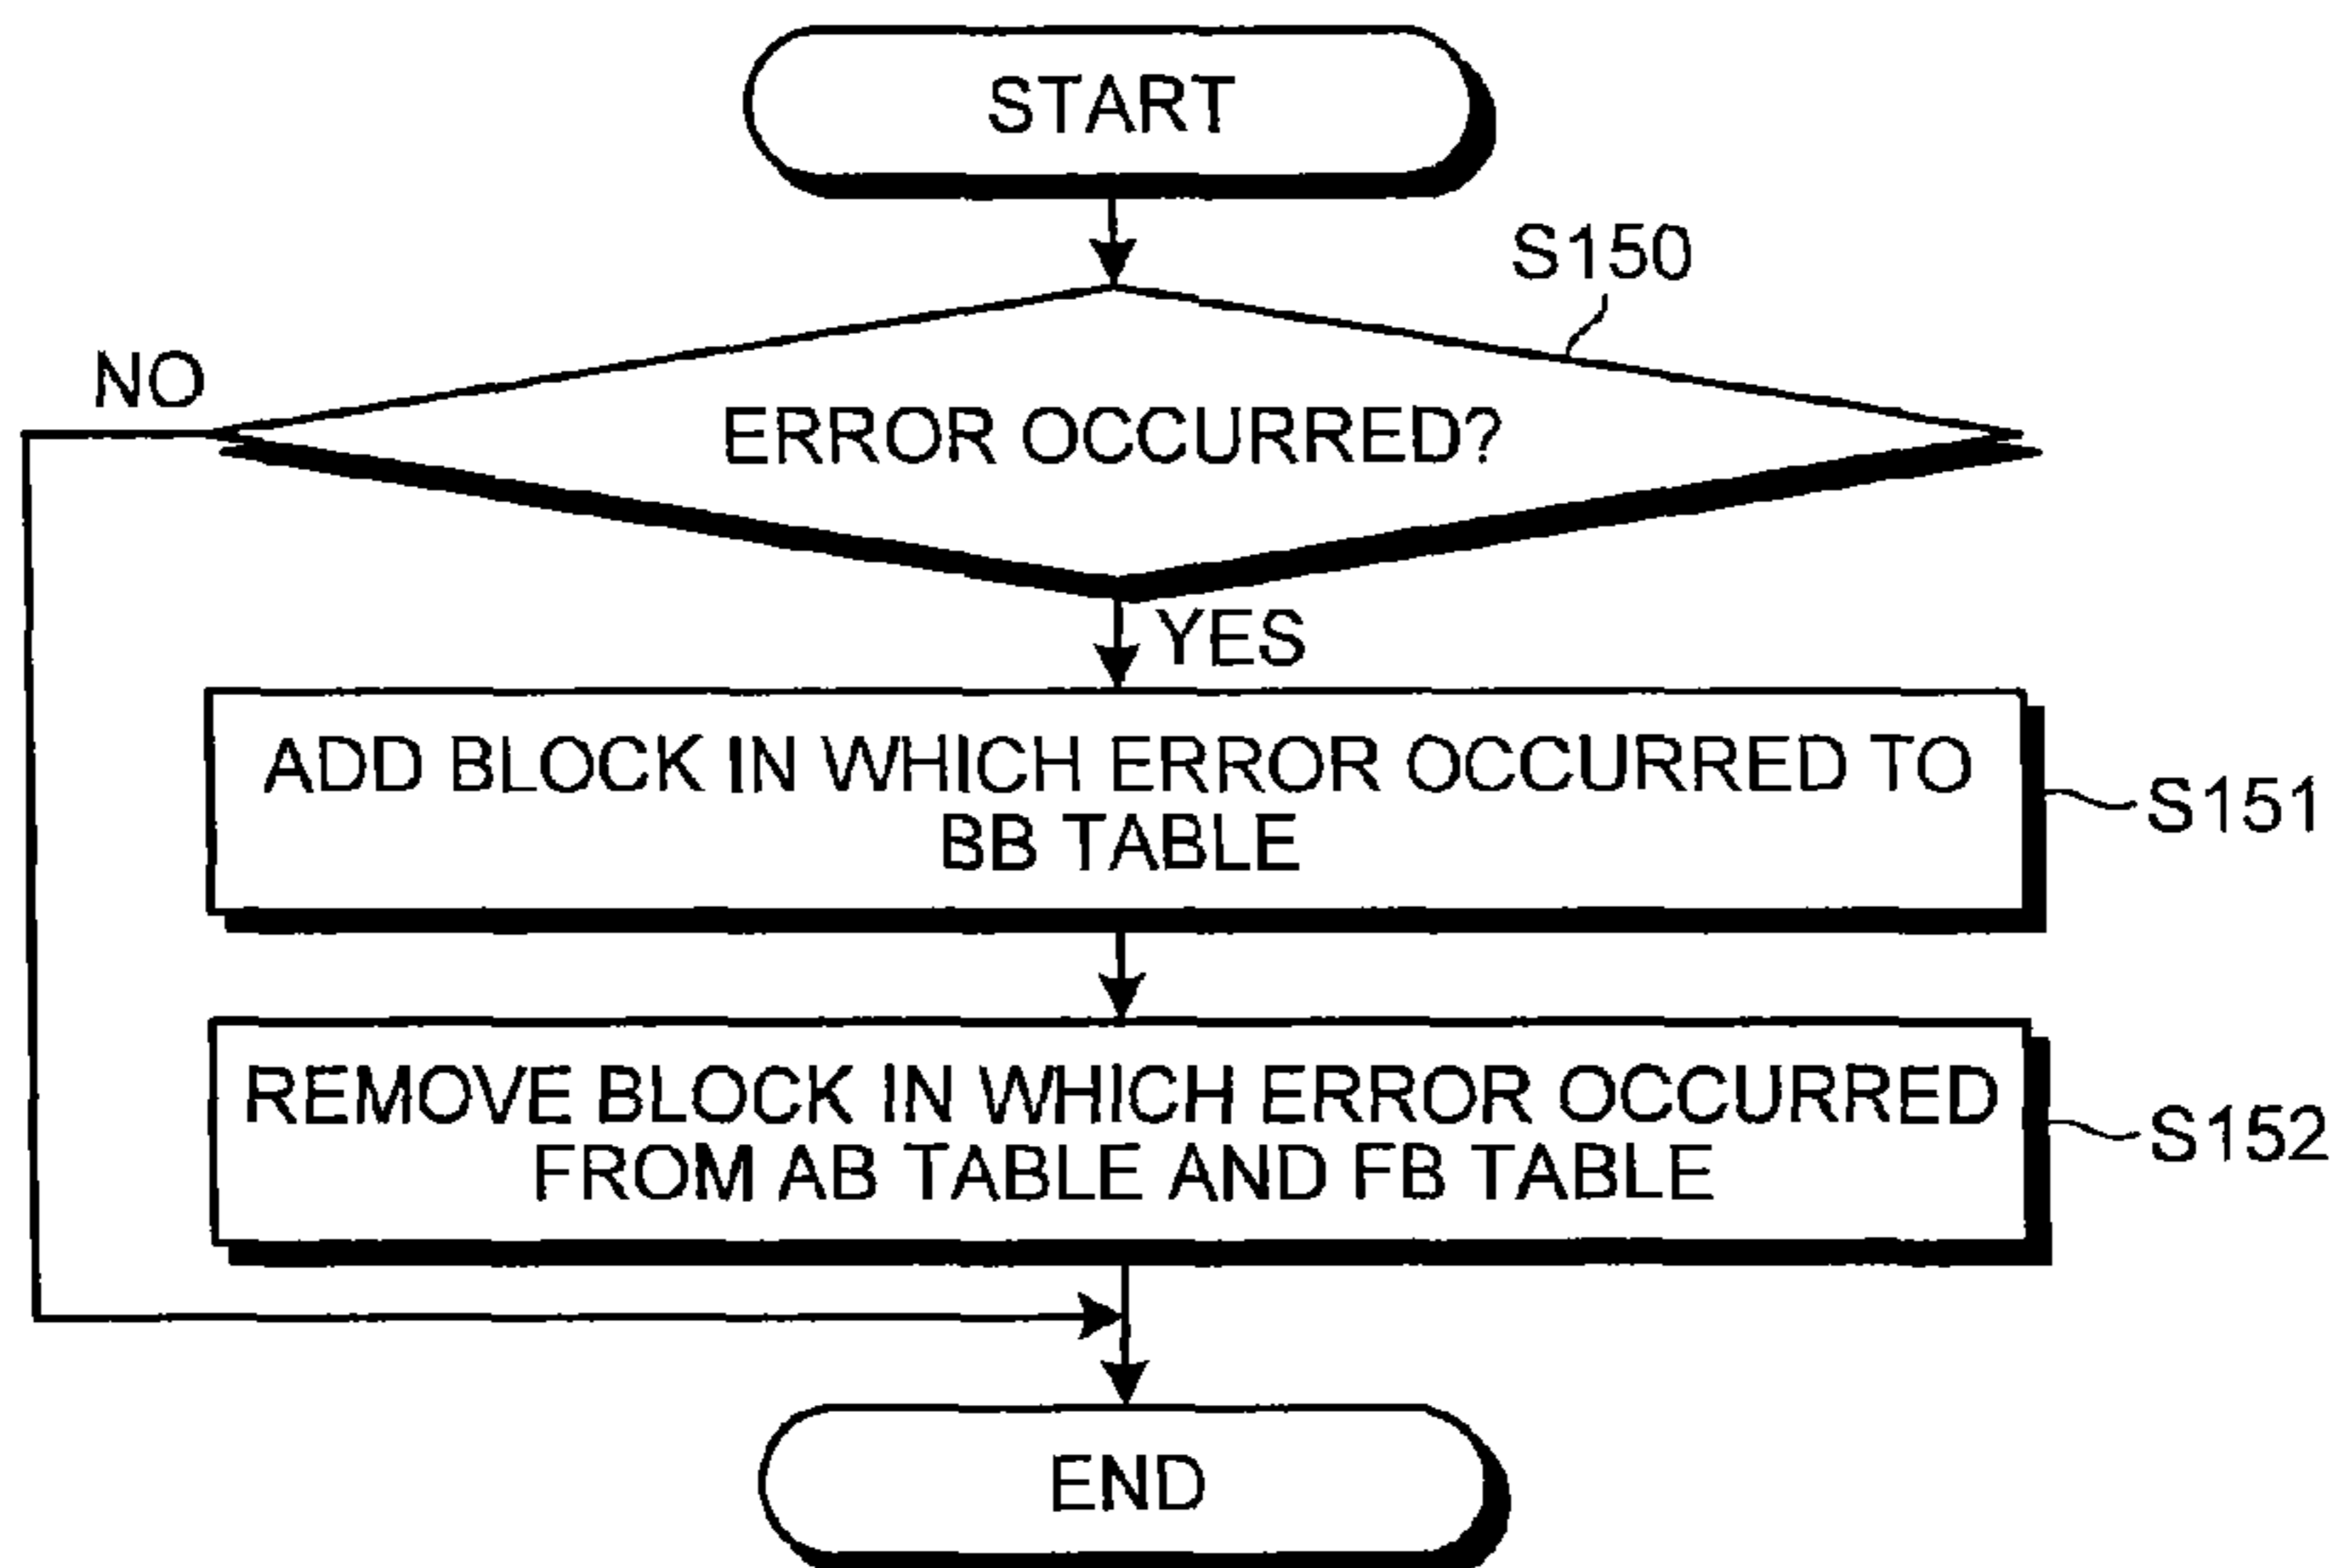 START
S150
NO
ERROR OCCURRED?
YES
ADD BLOCK IN WHICH ERROR OCCURRED TO
BB TABLE
S151
REMOVE BLOCK IN WHICH ERROR OCCURRED
FROM AB TABLE AND FB TABLE
S152
END